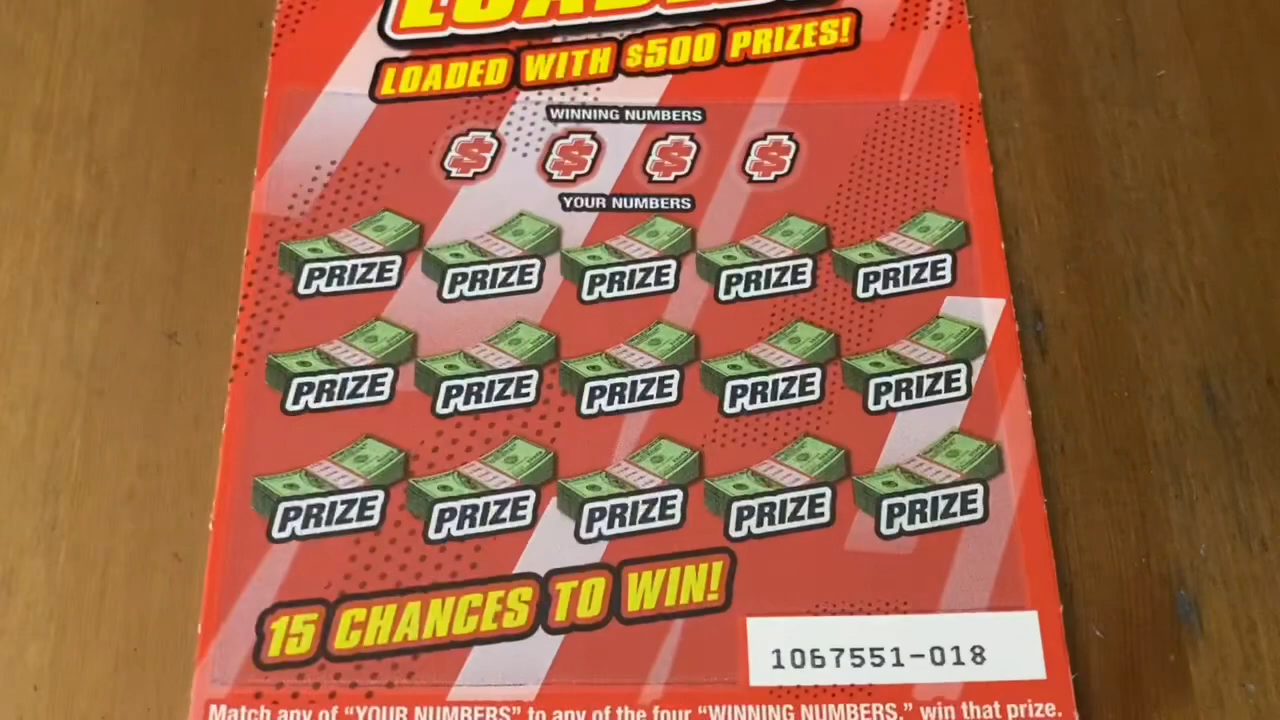 LOADED WITH $500 PRIZES!
WINNING NUMBERS
$ $ $ $
YOUR NUMBERS
PRIZE PRIZE PRIZE PRIZE PRIZE
PRIZE PRIZE PRIZE PRIZE PRIZE
PRIZE PRIZE PRIZE PRIZE PRIZE
15 CHANCES TO WIN!
1067551-018
Match any of "YOUR NUMBERS" to any of the four "WINNING NUMBERS," win that prize.